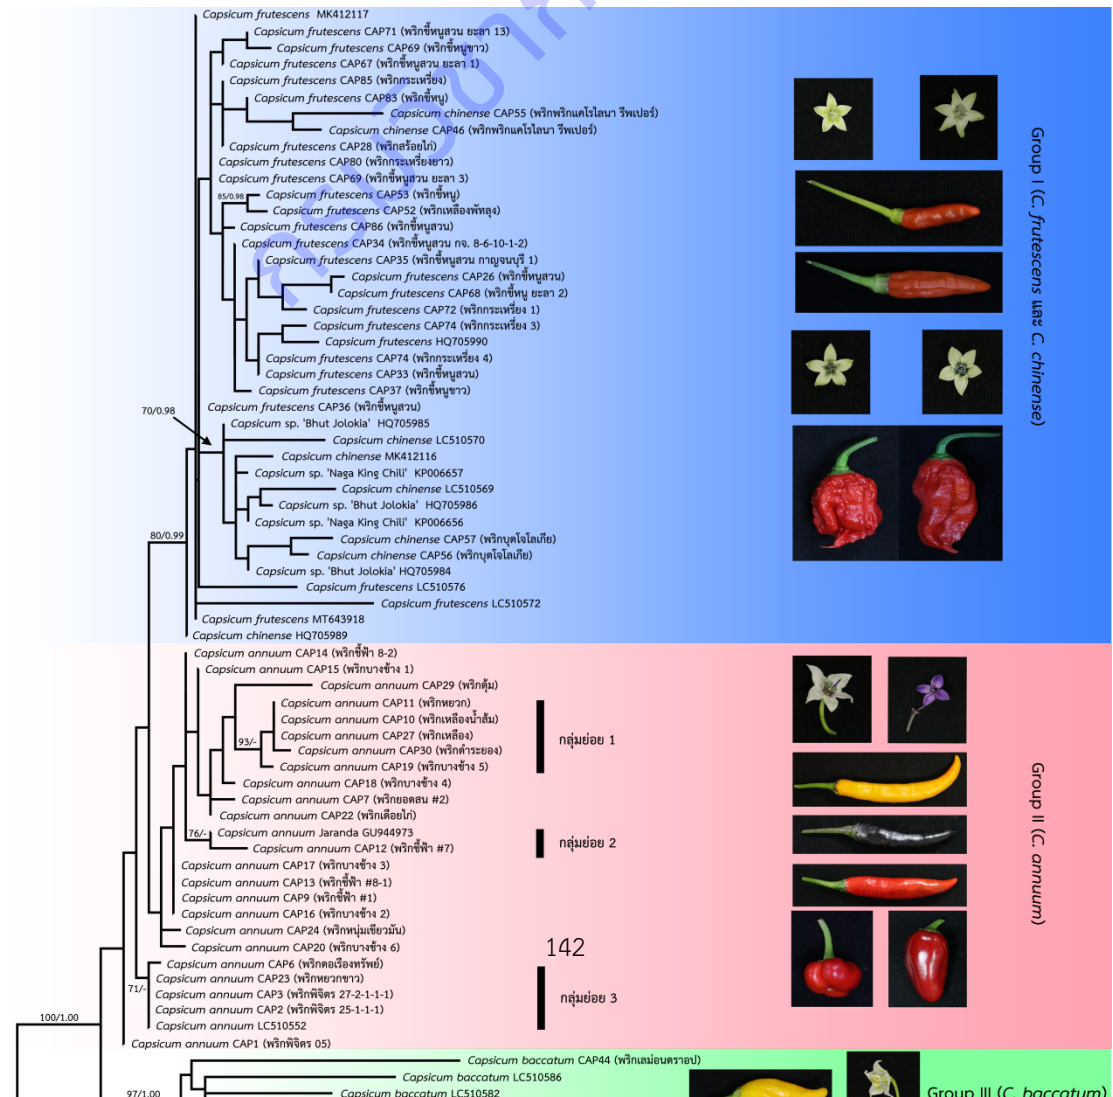 Capsicum frutescens MK412117
Capsicum frutescens CAP71 (พริกขี้หนูสวน ยะลา 13)
Capsicum frutescens CAP69 (พริกขี้หนูขาว)
Capsicum frutescens CAP67 (พริกขี้หนูสวน ยะลา 1)
Capsicum frutescens CAP85 (พริกกระเหรี่ยง)
Capsicum frutescens CAP83 (พริกขี้หนู)
Capsicum chinense CAP55 (พริกพริกแคโรไลนา รีพเปอร์)
Capsicum chinense CAP46 (พริกพริกแคโรไลนา รีพเปอร์)
Capsicum frutescens CAP28 (พริกสร้อยไก่)
Capsicum frutescens CAP80 (พริกกระเหรี่ยงยาว)
Capsicum frutescens CAP69 (พริกขี้หนูสวน ยะลา 3)
85/0.98
Capsicum frutescens CAP53 (พริกขี้หนู)
Capsicum frutescens CAP52 (พริกเหลืองพัทลุง)
Capsicum frutescens CAP86 (พริกขี้หนูสวน)
Capsicum frutescens CAP34 (พริกขี้หนูสวน กจ. 8-6-10-1-2)
Capsicum frutescens CAP35 (พริกขี้หนูสวน กาญจนบุรี 1)
Capsicum frutescens CAP26 (พริกขี้หนูสวน)
Capsicum frutescens CAP68 (พริกขี้หนู ยะลา 2)
Capsicum frutescens CAP72 (พริกกระเหรี่ยง 1)
Capsicum frutescens CAP74 (พริกกระเหรี่ยง 3)
Capsicum frutescens HQ705990
Capsicum frutescens CAP74 (พริกกระเหรี่ยง 4)
Capsicum frutescens CAP33 (พริกขี้หนูสวน)
Capsicum frutescens CAP37 (พริกขี้หนูขาว)
Capsicum frutescens CAP36 (พริกขี้หนูสวน)
70/0.98
Capsicum sp. 'Bhut Jolokia' HQ705985
Capsicum chinense LC510570
Capsicum chinense MK412116
Capsicum sp. 'Naga King Chili' KP006657
Capsicum chinense LC510569
Capsicum sp. 'Bhut Jolokia' HQ705986
Capsicum sp. 'Naga King Chili' KP006656
80/0.99
Capsicum chinense CAP57 (พริกบุตโจโลเกีย)
Capsicum chinense CAP56 (พริกบุตโจโลเกีย)
Capsicum sp. 'Bhut Jolokia' HQ705984
Capsicum frutescens LC510576
Capsicum frutescens LC510572
Capsicum frutescens MT643918
Capsicum chinense HQ705989
Group I (C. frutescens และ C. chinense)
Capsicum annuum CAP14 (พริกชี้ฟ้า 8-2)
Capsicum annuum CAP15 (พริกบางช้าง 1)
Capsicum annuum CAP29 (พริกตุ้ม)
Capsicum annuum CAP11 (พริกหยวก)
Capsicum annuum CAP10 (พริกเหลืองน้ำส้ม)
Capsicum annuum CAP27 (พริกเหลือง)
93/-
Capsicum annuum CAP30 (พริกดำระยอง)
Capsicum annuum CAP19 (พริกบางช้าง 5)
กลุ่มย่อย 1
Capsicum annuum CAP18 (พริกบางช้าง 4)
Capsicum annuum CAP7 (พริกยอดสน #2)
Capsicum annuum CAP22 (พริกเดือยไก่)
76/-
Capsicum annuum Jaranda GU944973
Capsicum annuum CAP12 (พริกชี้ฟ้า #7)
กลุ่มย่อย 2
Capsicum annuum CAP17 (พริกบางช้าง 3)
Capsicum annuum CAP13 (พริกชี้ฟ้า #8-1)
Capsicum annuum CAP9 (พริกชี้ฟ้า #1)
Capsicum annuum CAP16 (พริกบางช้าง 2)
Capsicum annuum CAP24 (พริกหนุ่มเขียวมัน)
Capsicum annuum CAP20 (พริกบางช้าง 6)
142
Capsicum annuum CAP6 (พริกดอเรืองทรัพย์)
Capsicum annuum CAP23 (พริกหยวกขาว)
71/-
Capsicum annuum CAP3 (พริกพิจิตร 27-2-1-1-1)
Capsicum annuum CAP2 (พริกพิจิตร 25-1-1-1)
กลุ่มย่อย 3
100/1.00
Capsicum annuum LC510552
Capsicum annuum CAP1 (พริกพิจิตร 05)
Group II (C. annuum)
Capsicum baccatum CAP44 (พริกเลม่อนดราอป)
Capsicum baccatum LC510586
97/1.00
Capsicum baccatum LC510582
Group III (C. baccatum)